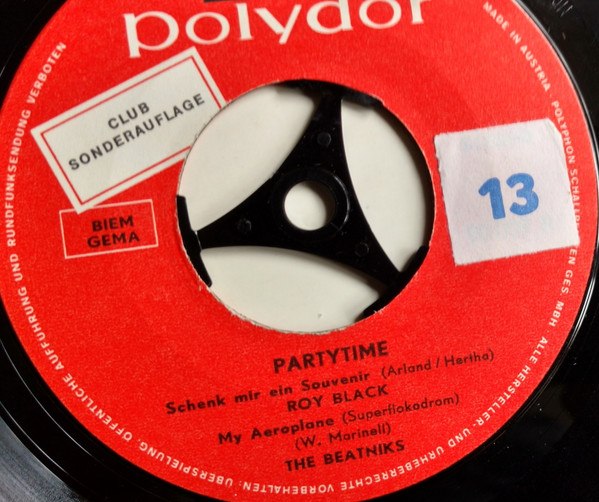 polydor
CLUB
SONDERAUFLAGE
BIEM
GEMA
13
PARTYTIME
Schenk mir ein Souvenir (Arland / Hertha)
ROY BLACK
My Aeroplane (Superflokodrom)
(W. Marinell)
THE BEATNIKS
MADE IN AUSTRIA POLYPHON GES. MBH ALLE HERSTELLER- UND URHEBERRECHTE VORBEHALTEN ÜBERSPIELUNG ÖFFENTLICHE AUFFÜHRUNG UND RUNDFUNKSENDUNG VERBOTEN